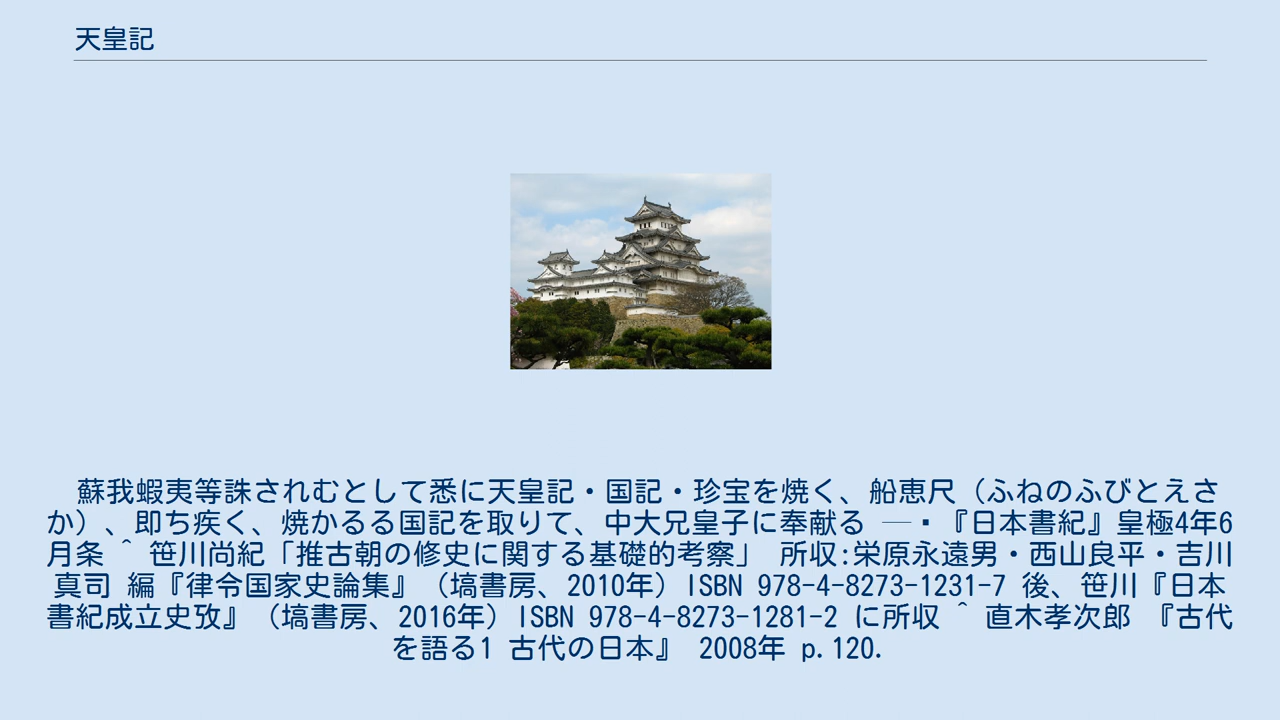 天皇記
蘇我蝦夷等誅されむとして悉に天皇記・国記・珍宝を焼く、船恵尺（ふねのふびとえさ
か）、即ち疾く、焼かるる国記を取りて、中大兄皇子に奉献る ─・『日本書紀』皇極4年6
月条 ^ 笹川尚紀「推古朝の修史に関する基礎的考察」 所収:栄原永遠男・西山良平・吉川
真司 編『律令国家史論集』（塙書房、2010年）ISBN 978-4-8273-1231-7 後、笹川『日本
書紀成立史攷』（塙書房、2016年）ISBN 978-4-8273-1281-2 に所収 ^ 直木孝次郎 『古代
を語る1 古代の日本』 2008年 p.120.